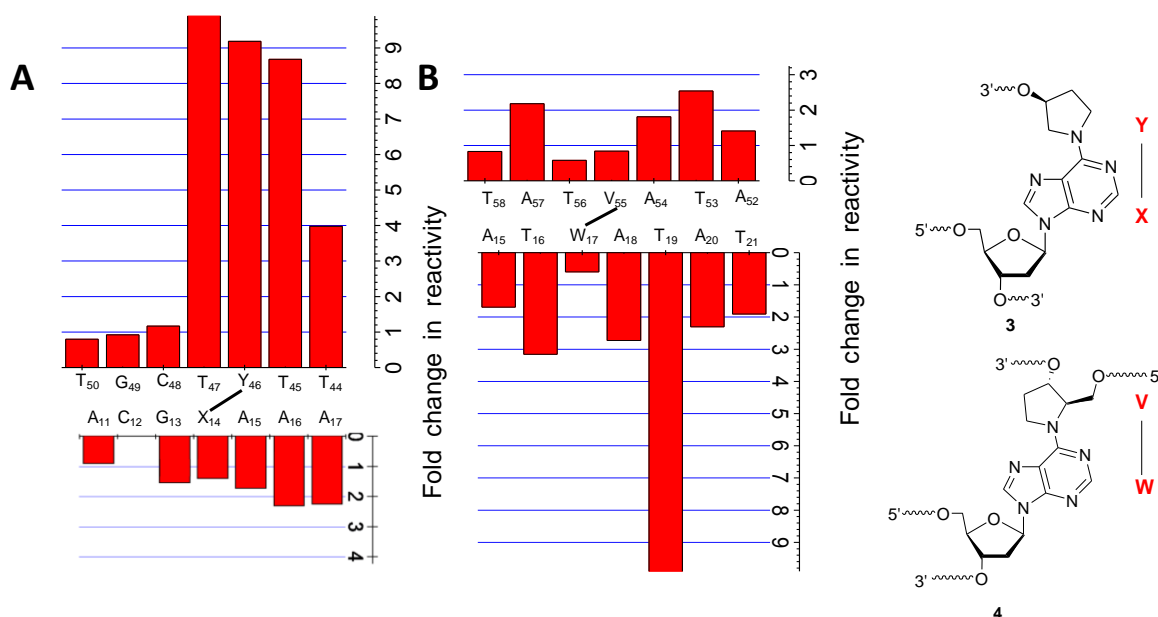 A
9
8
7
6
5
4
3
2
1
0
Fold change in reactivity
T50 G49 C48 T47 Y46 T45 T44
A11 C12 G13 X14 A15 A16 A17
0
1
2
3
4
B
3
2
1
0
T58 A57 T56 V55 A54 T53 A52
A15 T16 W17 A18 T19 A20 T21
0
1
2
3
4
5
6
7
8
9
Fold change in reactivity
3' O
N
N N
N N
5' O O
O 3'
3
Y
X
3' O
O 5'
N
N N
N N
5' O O
3' O
4
V
W